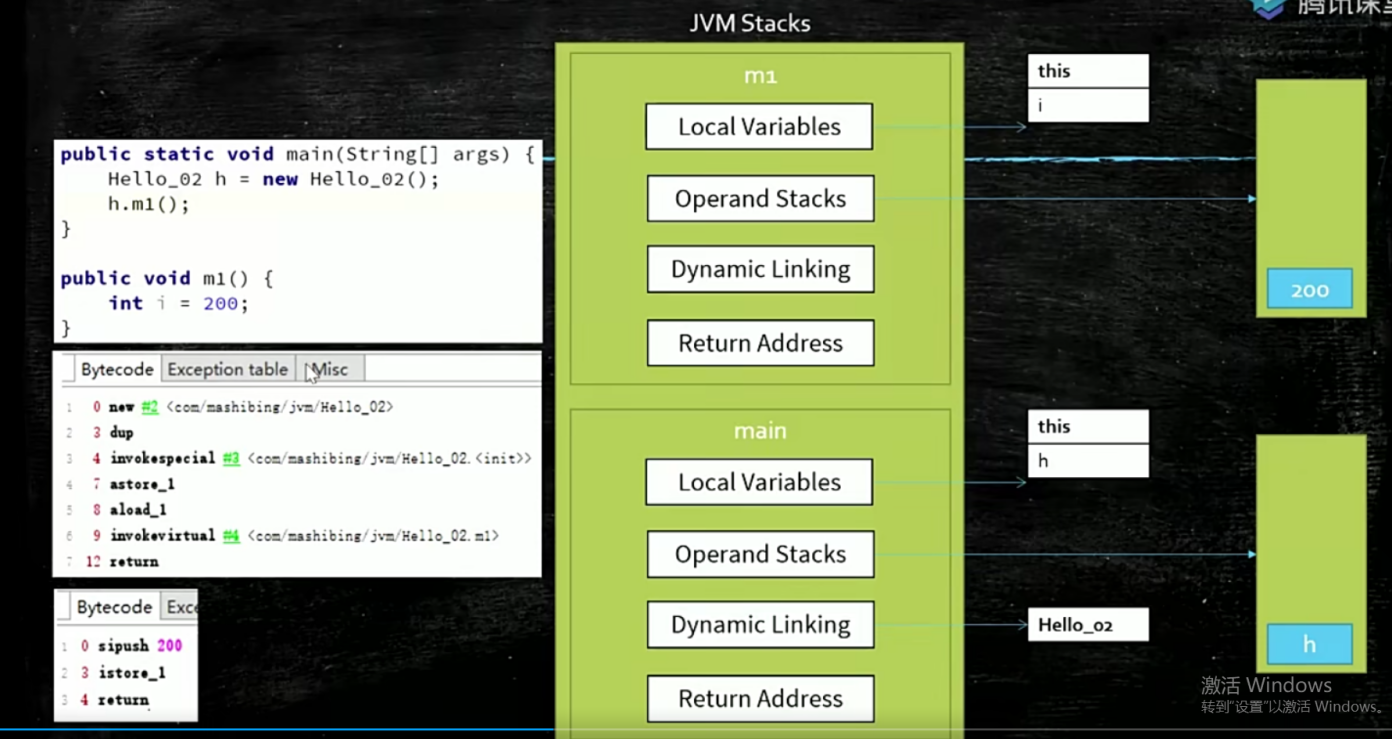 腾讯课堂
JVM Stacks
public static void main(String[] args) {
Hello_02 h = new Hello_02();
h.m1();
}
public void m1() {
int i = 200;
}
Bytecode Exception table Misc
1 0 new #2 <com/mashibing/jvm/Hello_02>
2 3 dup
3 4 invokespecial #3 <com/mashibing/jvm/Hello_02.<init>>
4 7 astore_1
5 8 aload_1
6 9 invokevirtual #4 <com/mashibing/jvm/Hello_02.m1>
7 12 return
Bytecode Exce
1 0 sipush 200
2 3 istore_1
3 4 return
m1
Local Variables
Operand Stacks
Dynamic Linking
Return Address
this
i
200
main
Local Variables
Operand Stacks
Dynamic Linking
Return Address
this
h
Hello_02
h
激活 Windows
转到"设置"以激活 Windows。